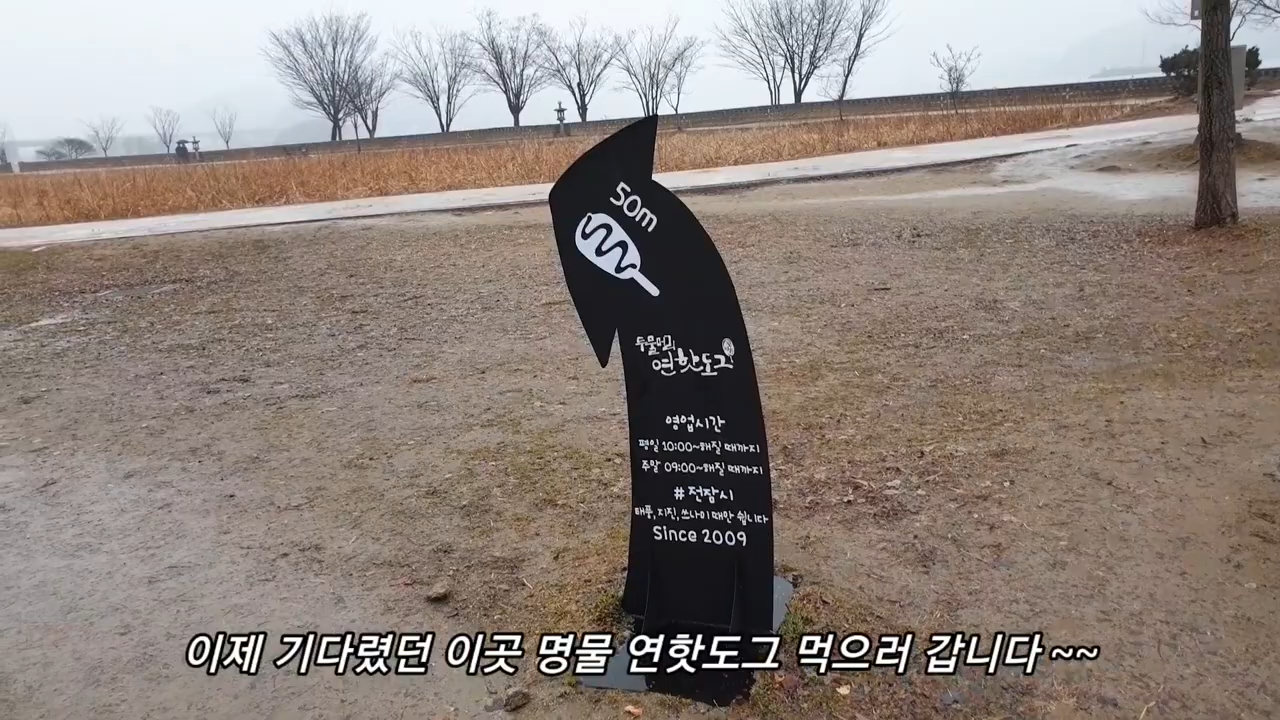 50m
두물머리
연핫도그
영업시간
평일 10:00~해질 때까지
주말 09:00~해질 때까지
#전잠시
태풍, 지진, 쓰나미 때만 쉽니다
Since 2009
이제 기다렸던 이곳 명물 연핫도그 먹으러 갑니다~~